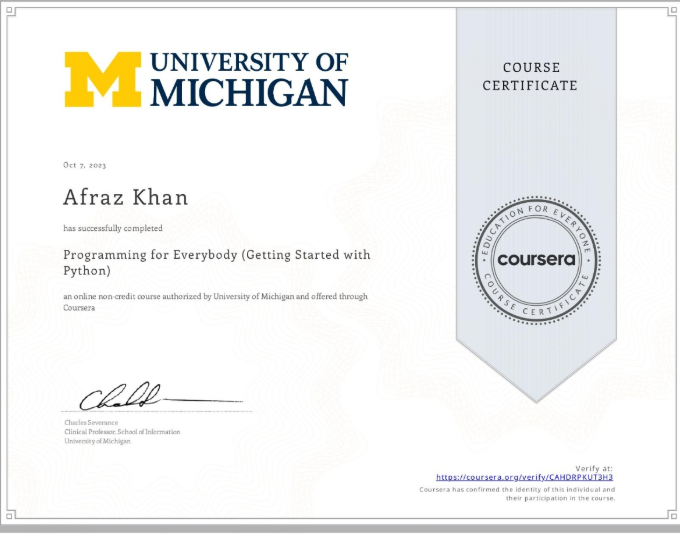 UNIVERSITY OF
MICHIGAN
COURSE
CERTIFICATE
Oct 7, 2023
Afraz Khan
has successfully completed
Programming for Everybody (Getting Started with
Python)
an online non-credit course authorized by University of Michigan and offered through
Coursera
EDUCATION FOR EVERYONE
coursera
COURSE CERTIFICATE
Charles Severance
Clinical Professor, School of Information
University of Michigan
Verify at:
https://coursera.org/verify/CAHDRPKUT3H3
Coursera has confirmed the identity of this individual and
their participation in the course.